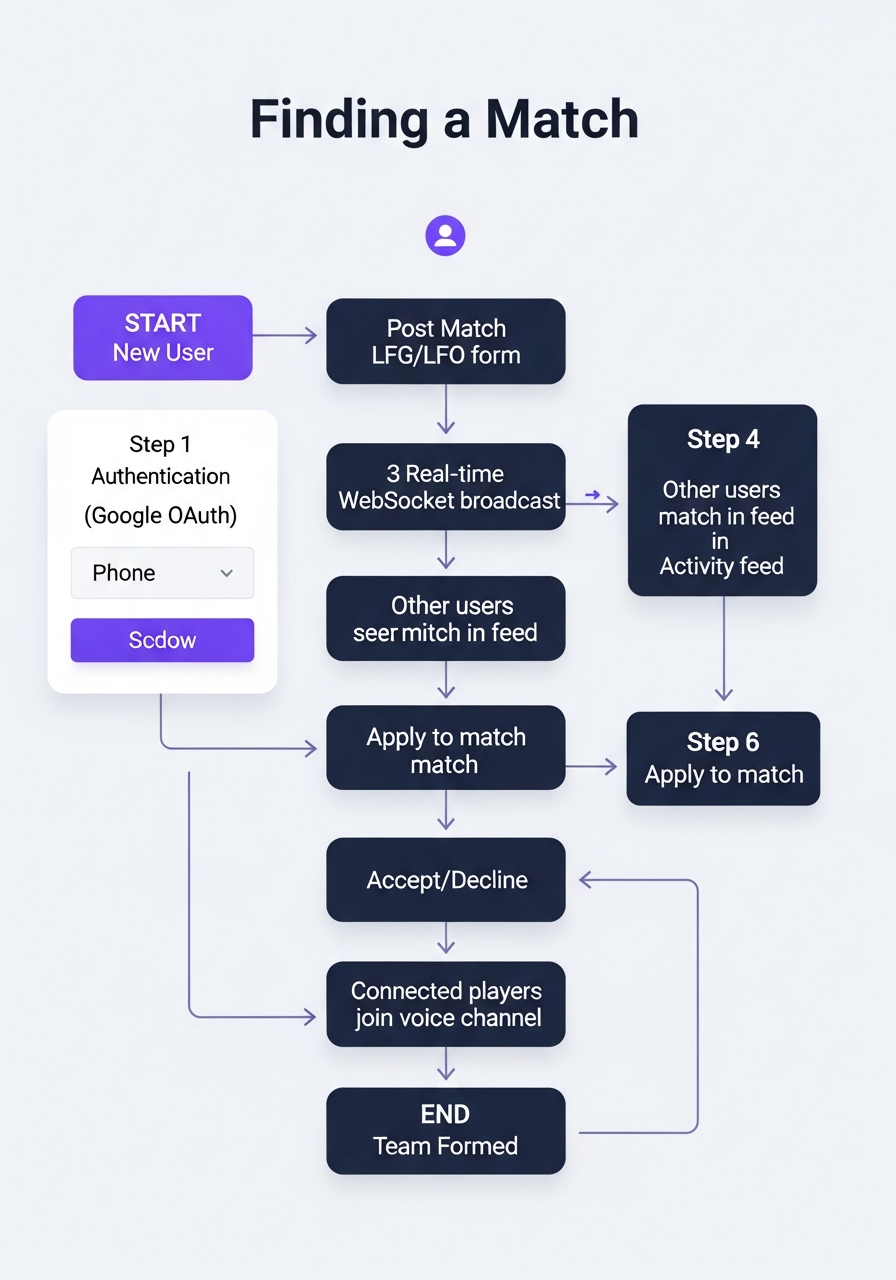 Finding a Match
START
New User
Post Match
LFG/LFO form
Step 1
Authentication
(Google OAuth)
Phone
Scdow
3 Real-time
WebSocket broadcast
Step 4
Other users
match in feed
in
Activity feed
Other users
seer mitch in feed
Apply to match
match
Step 6
Apply to match
Accept/Decline
Connected players
join voice channel
END
Team Formed